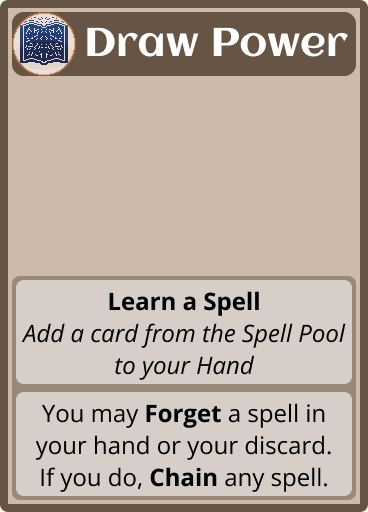 Draw Power
Learn a Spell
Add a card from the Spell Pool
to your Hand
You may Forget a spell in
your hand or your discard.
If you do, Chain any spell.